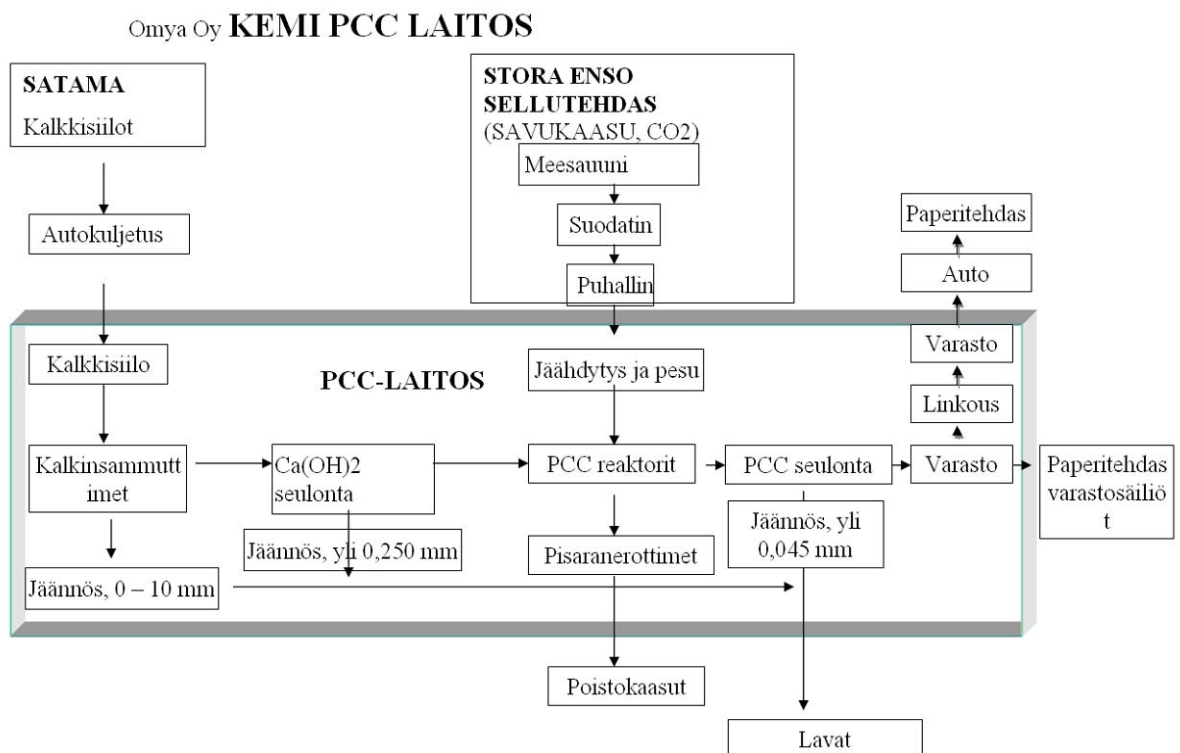 Omya Oy KEMI PCC LAITOS
SATAMA
Kalkkisiilot
STORA ENSO
SELLUTEHDAS
(SAVUKAASU, CO2)
Meesauuni
Suodatin
Puhallin
Autokuljetus
Paperitehdas
Auto
Varasto
Linkous
Kalkkisiilo
PCC-LAITOS
Jäähdytys ja pesu
Kalkinsammutt
imet
Ca(OH)2
seulonta
PCC reaktorit
PCC seulonta
Varasto
Paperitehdas
varastosäiliö
t
Jäännös, yli 0,250 mm
Jäännös, yli
0,045 mm
Pisaranerottimet
Jäännös, 0 – 10 mm
Poistokaasut
Lavat